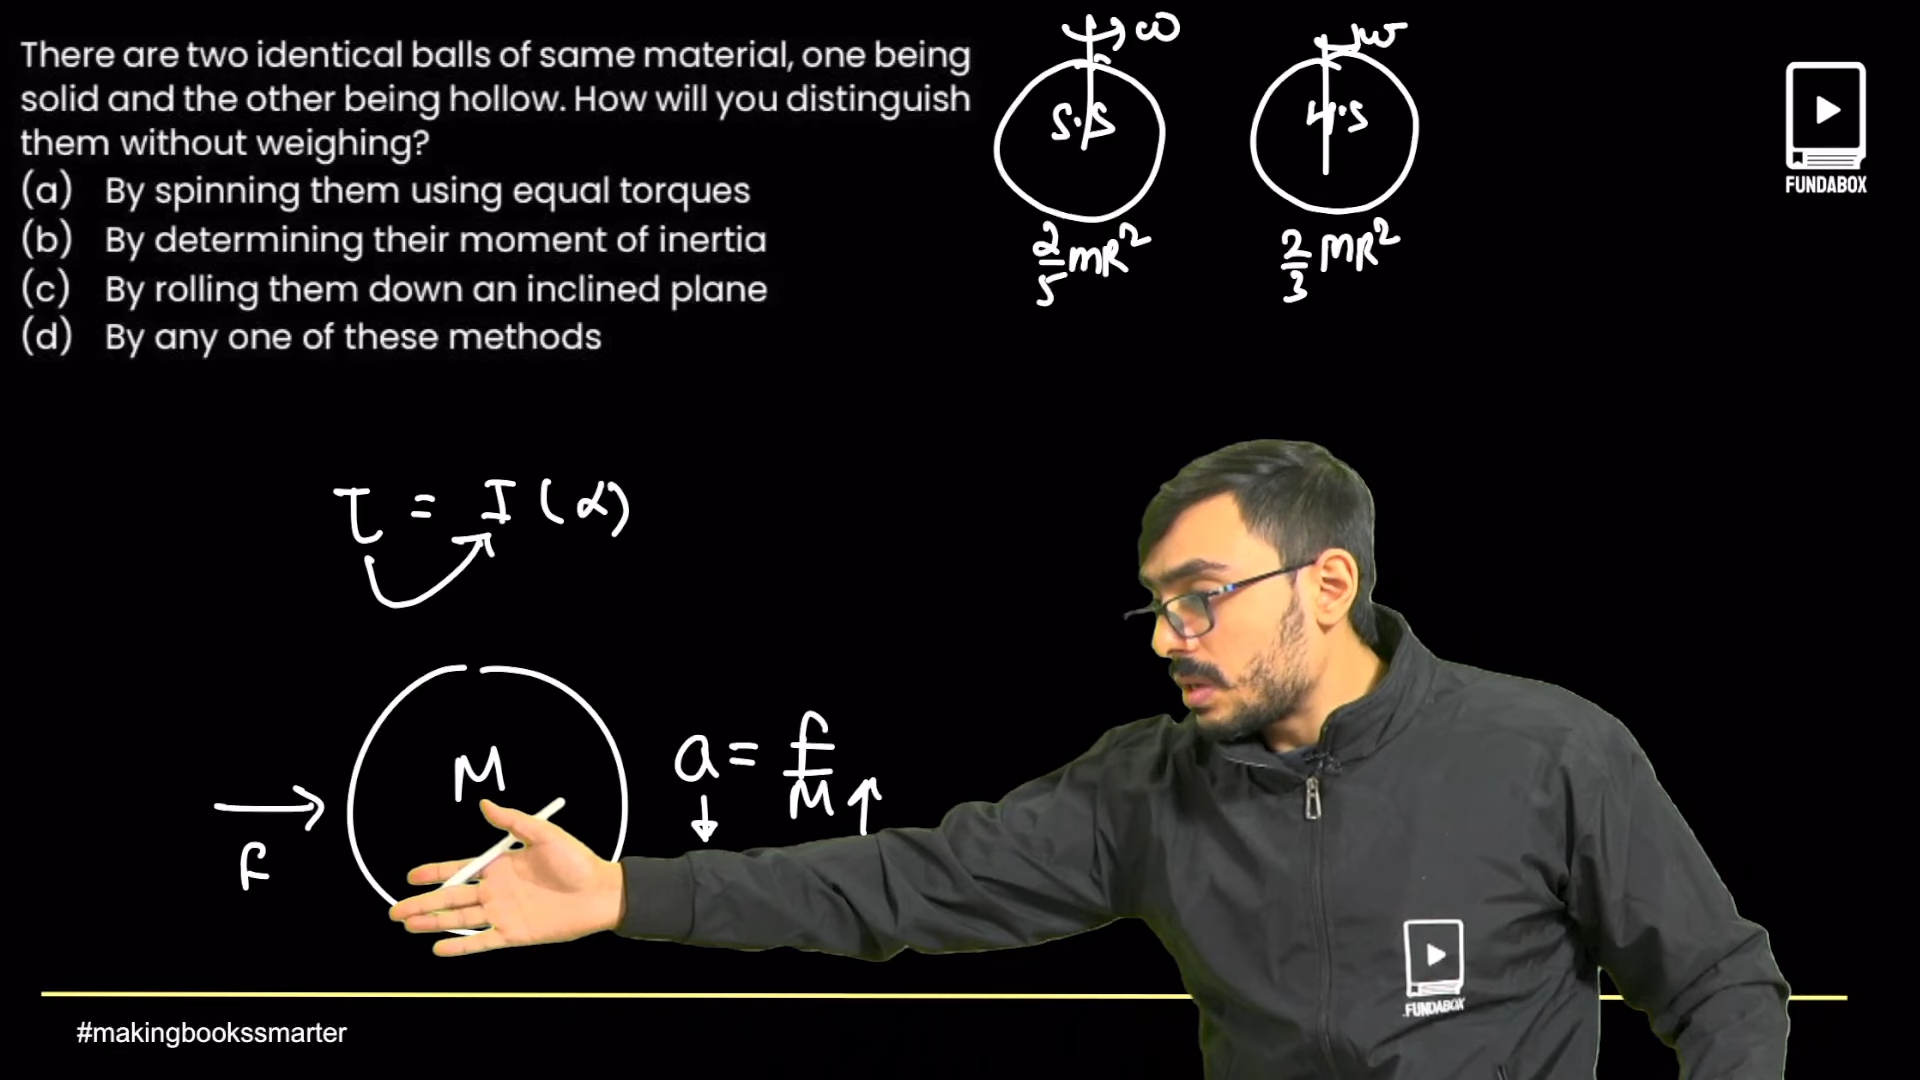 There are two identical balls of same material, one being
solid and the other being hollow. How will you distinguish
them without weighing?
(a) By spinning them using equal torques
(b) By determining their moment of inertia
(c) By rolling them down an inclined plane
(d) By any one of these methods
ω
ω
S.S
H.S
2/5 MR²
2/3 MR²
FUNDABOX
τ = I (α)
M
F
a = F/M ↑
FUNDABOX
#makingbookssmarter